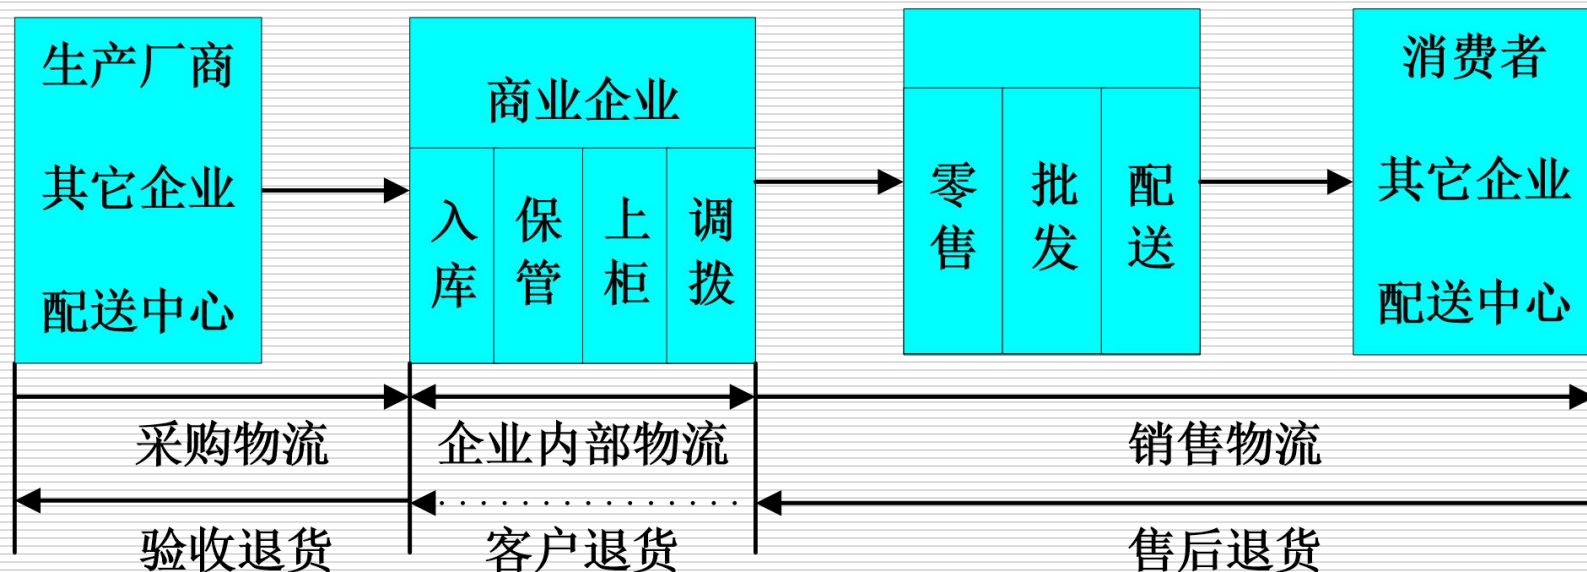 生产厂商
其它企业
配送中心
商业企业
入库
保管
上柜
调拨
零售
批发
配送
消费者
其它企业
配送中心
采购物流
企业内部物流
销售物流
验收退货
客户退货
售后退货